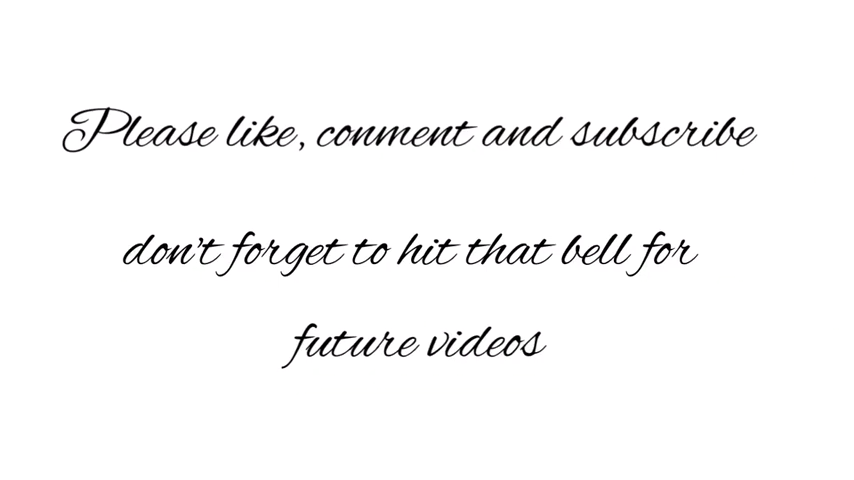 Please like, conment and subscribe
don't forget to hit that bell for
future videos